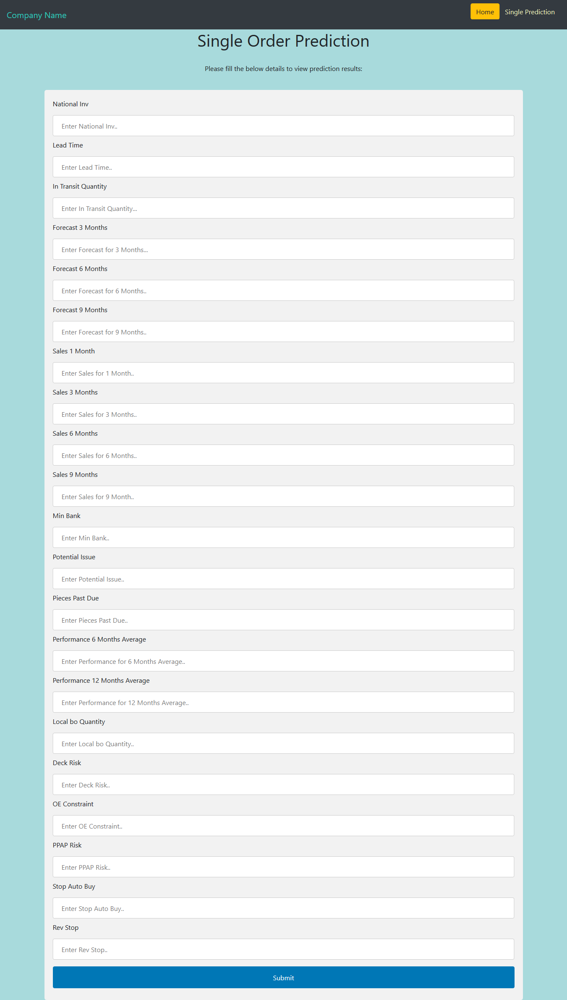 Company Name
Home
Single Prediction
Single Order Prediction
Please fill the below details to view prediction results:
National Inv
Enter National Inv..
Lead Time
Enter Lead Time..
In Transit Quantity
Enter In Transit Quantity...
Forecast 3 Months
Enter Forecast for 3 Months...
Forecast 6 Months
Enter Forecast for 6 Months..
Forecast 9 Months
Enter Forecast for 9 Months..
Sales 1 Month
Enter Sales for 1 Month..
Sales 3 Months
Enter Sales for 3 Months..
Sales 6 Months
Enter Sales for 6 Months..
Sales 9 Months
Enter Sales for 9 Month..
Min Bank
Enter Min Bank..
Potential Issue
Enter Potential Issue..
Pieces Past Due
Enter Pieces Past Due..
Performance 6 Months Average
Enter Performance for 6 Months Average..
Performance 12 Months Average
Enter Performance for 12 Months Average..
Local bo Quantity
Enter Local bo Quantity..
Deck Risk
Enter Deck Risk..
OE Constraint
Enter OE Constraint..
PPAP Risk
Enter PPAP Risk..
Stop Auto Buy
Enter Stop Auto Buy..
Rev Stop
Enter Rev Stop..
Submit